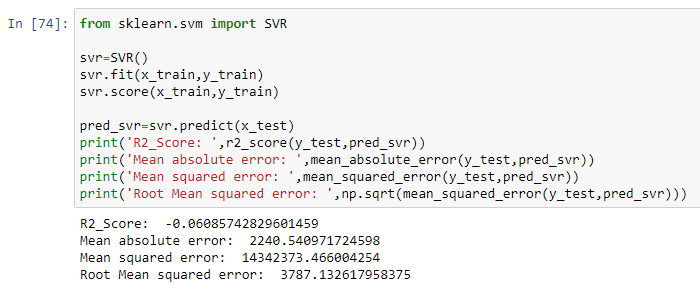 In [74]: from sklearn.svm import SVR
svr=SVR()
svr.fit(x_train,y_train)
svr.score(x_train,y_train)
pred_svr=svr.predict(x_test)
print('R2_Score: ',r2_score(y_test,pred_svr))
print('Mean absolute error: ',mean_absolute_error(y_test,pred_svr))
print('Mean squared error: ',mean_squared_error(y_test,pred_svr))
print('Root Mean squared error: ',np.sqrt(mean_squared_error(y_test,pred_svr)))
R2_Score:  -0.06085742829601459
Mean absolute error:  2240.540971724598
Mean squared error:  14342373.466004254
Root Mean squared error:  3787.132617958375